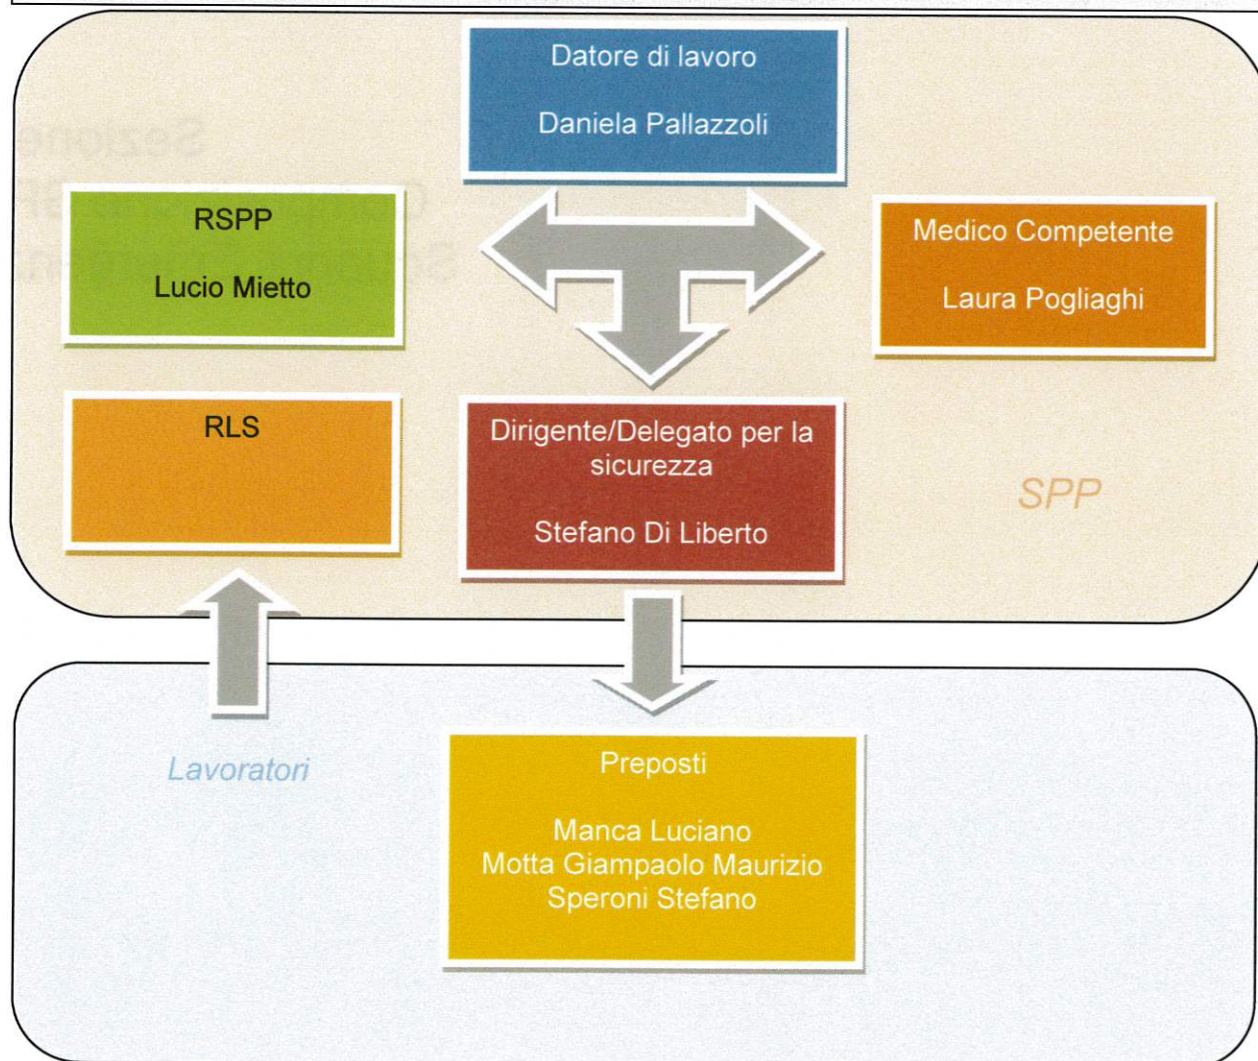 Datore di lavoro
Daniela Pallazzoli
RSPP
Lucio Mietto
Medico Competente
Laura Pogliaghi
RLS
Dirigente/Delegato per la
sicurezza
Stefano Di Liberto
SPP
Lavoratori
Preposti
Manca Luciano
Motta Giampaolo Maurizio
Speroni Stefano